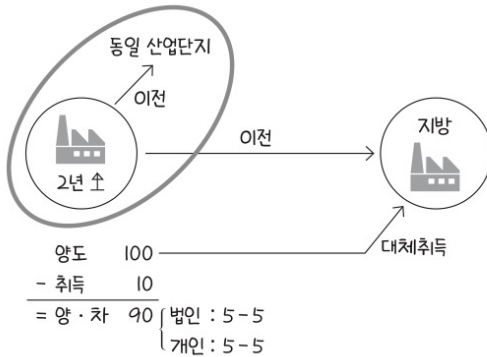 동일 산업단지
이전
이전
지방
2년 ↑
양도 100
대체취득
- 취득 10
= 양·차 90 법인 : 5-5
개인 : 5-5